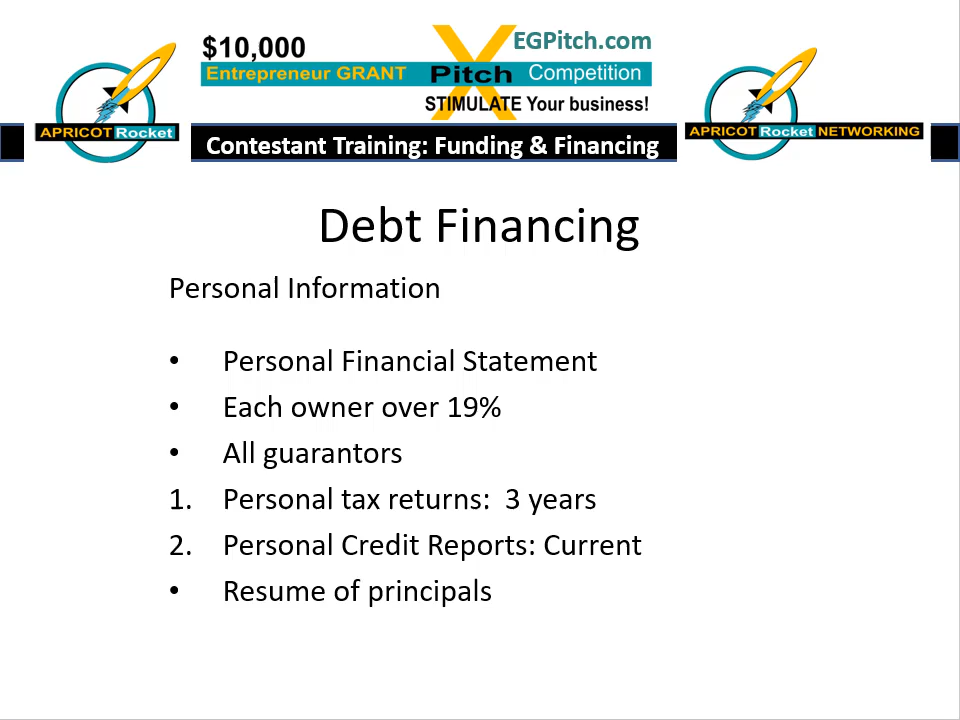 $10,000
EGPitch.com
Entrepreneur GRANT X Pitch Competition
STIMULATE Your business!
APRICOT Rocket
APRICOT Rocket NETWORKING
Contestant Training: Funding & Financing
Debt Financing
Personal Information
• Personal Financial Statement
• Each owner over 19%
• All guarantors
1. Personal tax returns:  3 years
2. Personal Credit Reports: Current
• Resume of principals